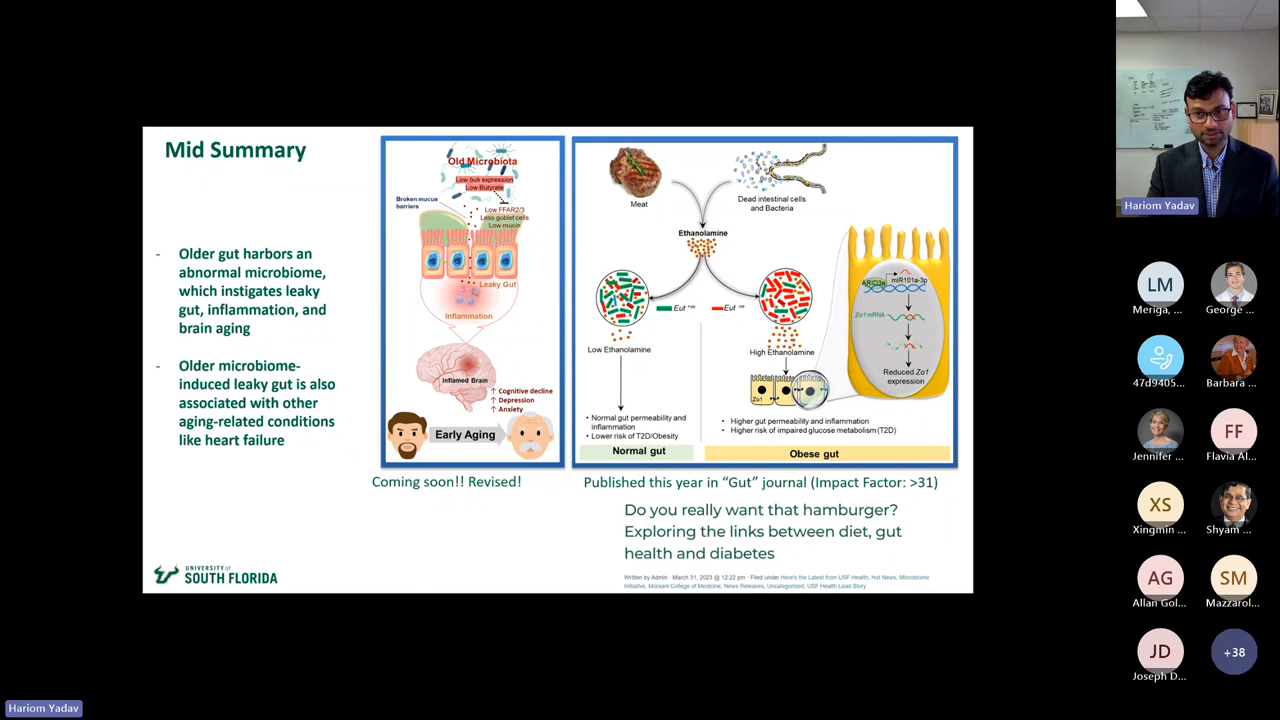 Mid Summary
- Older gut harbors an
abnormal microbiome,
which instigates leaky
gut, inflammation, and
brain aging
- Older microbiome-
induced leaky gut is also
associated with other
aging-related conditions
like heart failure
UNIVERSITY of
SOUTH FLORIDA
Old Microbiota
Low buk expression
Low Butyrate
Broken mucus
barriers
Low FFAR2/3
Less goblet cells
Low mucin
Leaky Gut
Inflammation
Inflamed Brain
↑ Cognitive decline
↑ Depression
↑ Anxiety
Early Aging
Coming soon!! Revised!
Meat
Dead intestinal cells
and Bacteria
Ethanolamine
Eut +ve
Eut -ve
Low Ethanolamine
High Ethanolamine
Zo1
ARID3a
miR101a-3p
Zo1 mRNA
Reduced Zo1
expression
• Normal gut permeability and
inflammation
• Lower risk of T2D/Obesity
• Higher gut permeability and inflammation
• Higher risk of impaired glucose metabolism (T2D)
Normal gut
Obese gut
Published this year in “Gut” journal (Impact Factor: >31)
Do you really want that hamburger?
Exploring the links between diet, gut
health and diabetes
Written by Admin · March 31, 2023 @ 12:22 pm · Filed under Here's the Latest from USF Health, Hot News, Microbiome
Initiative, Morsani College of Medicine, News Releases, Uncategorized, USF Health Lead Story
Hariom Yadav
LM
Meriga, ...
George ...
47d9405...
Barbara ...
Jennifer ...
FF
Flavia Al...
XS
Xingmin ...
Shyam ...
AG
Allan Gol...
SM
Mazzarol...
JD
Joseph D...
+38
Hariom Yadav